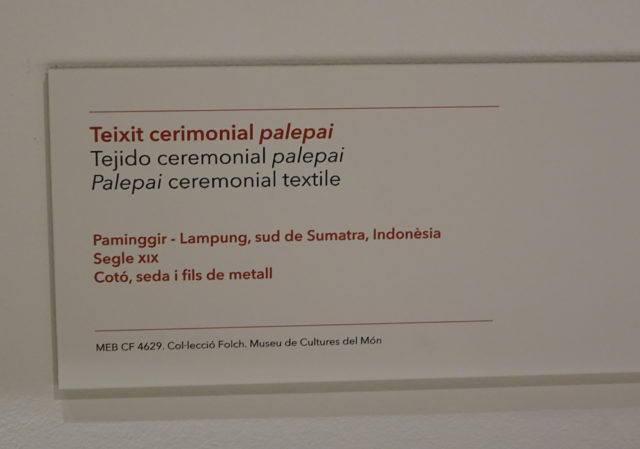 Teixit cerimonial palepai
Tejido ceremonial palepai
Palepai ceremonial textile
Paminggir - Lampung, sud de Sumatra, Indonèsia
Segle XIX
Cotó, seda i fils de metall
MEB CF 4629. Col·lecció Folch. Museu de Cultures del Món